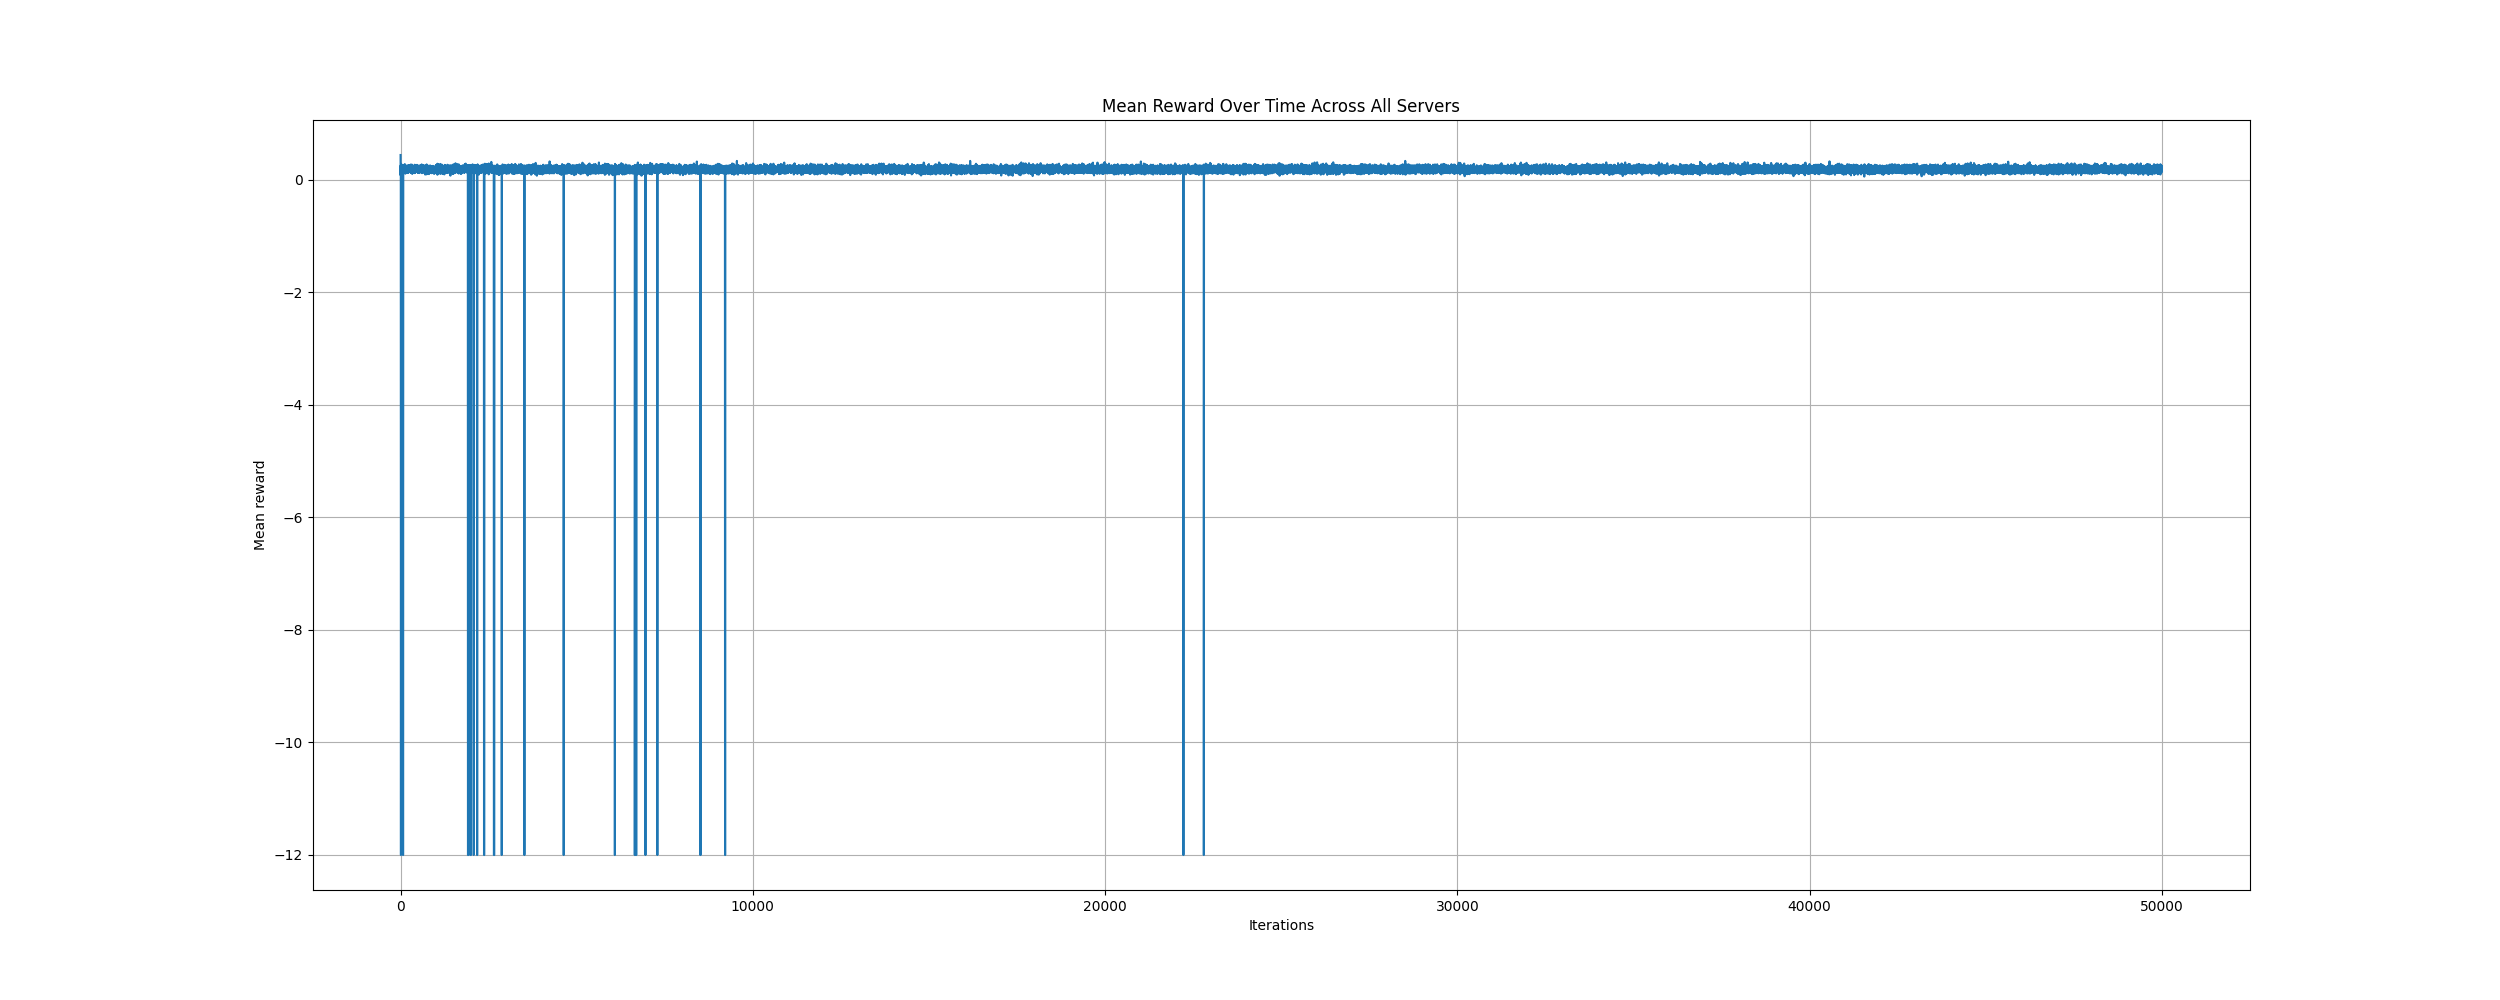 Mean Reward Over Time Across All Servers
0
−2
−4
−6
−8
−10
−12
Mean reward
0 10000 20000 30000 40000 50000
Iterations